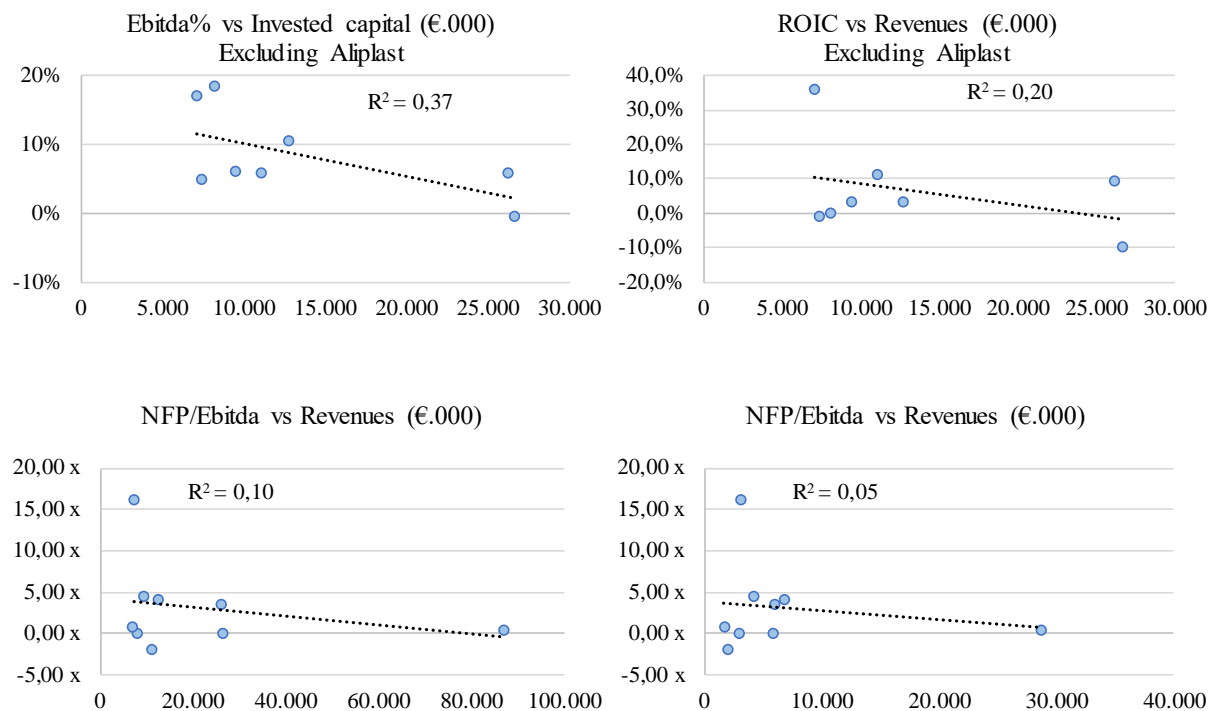 Ebitda% vs Invested capital (€.000)
Excluding Aliplast
20%
10%
0%
-10%
R² = 0,37
0 5.000 10.000 15.000 20.000 25.000 30.000
ROIC vs Revenues (€.000)
Excluding Aliplast
40,0%
30,0%
20,0%
10,0%
0,0%
-10,0%
-20,0%
R² = 0,20
0 5.000 10.000 15.000 20.000 25.000 30.000
NFP/Ebitda vs Revenues (€.000)
20,00 x
15,00 x
10,00 x
5,00 x
0,00 x
-5,00 x
R² = 0,10
0 20.000 40.000 60.000 80.000 100.000
NFP/Ebitda vs Revenues (€.000)
20,00 x
15,00 x
10,00 x
5,00 x
0,00 x
-5,00 x
R² = 0,05
0 10.000 20.000 30.000 40.000